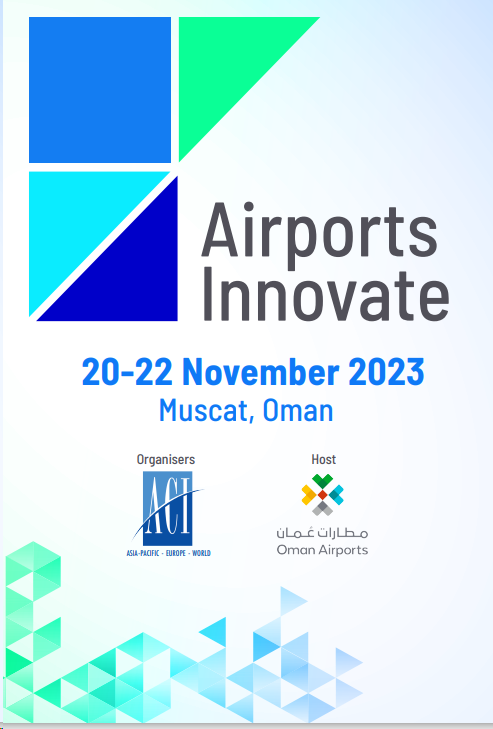 Airports
Innovate
20-22 November 2023
Muscat, Oman
Organisers
Host
ACI
ASIA-PACIFIC • EUROPE • WORLD
مطارات عُمان
Oman Airports